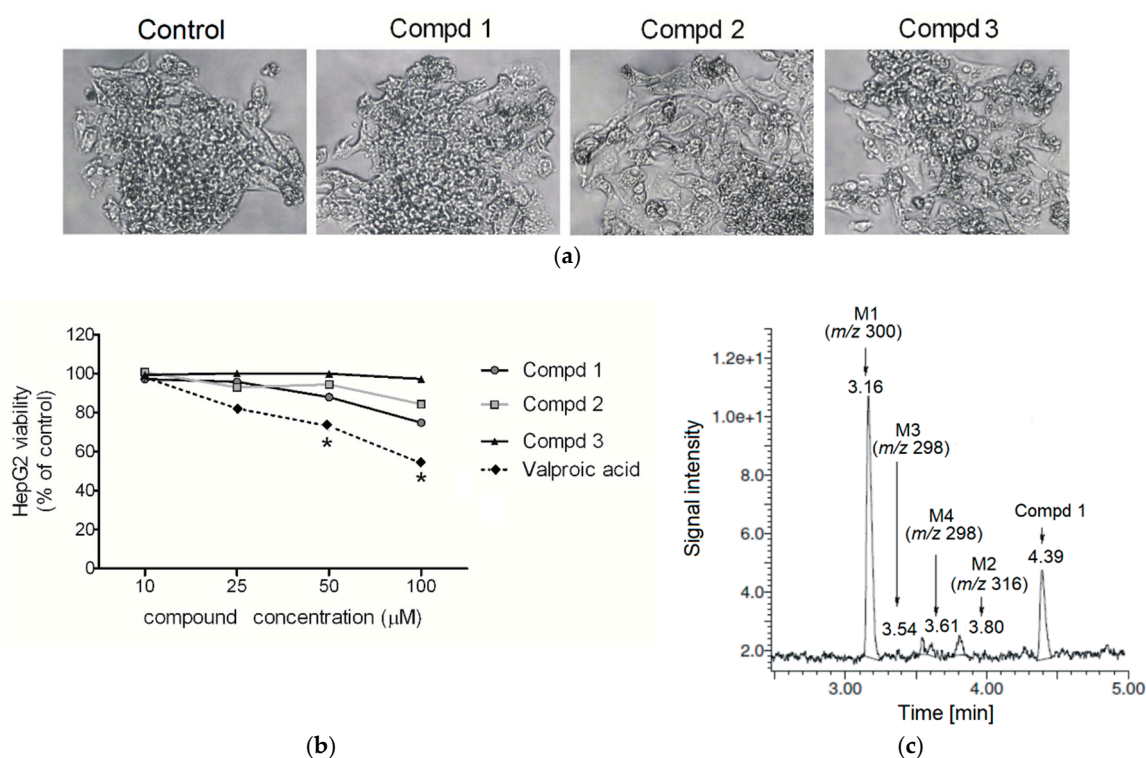 Control
Compd 1
Compd 2
Compd 3
(a)
HepG2 viability
(% of control)
120
100
80
60
40
20
0
*
*
10
25
50
100
compound concentration (μM)
Compd 1
Compd 2
Compd 3
Valproic acid
(b)
Signal intensity
1.2e+1
1.0e+1
8.0
6.0
4.0
2.0
M1
(m/z 300)
3.16
M3
(m/z 298)
3.54
M4
(m/z 298)
3.61
M2
(m/z 316)
3.80
Compd 1
4.39
3.00
4.00
5.00
Time [min]
(c)